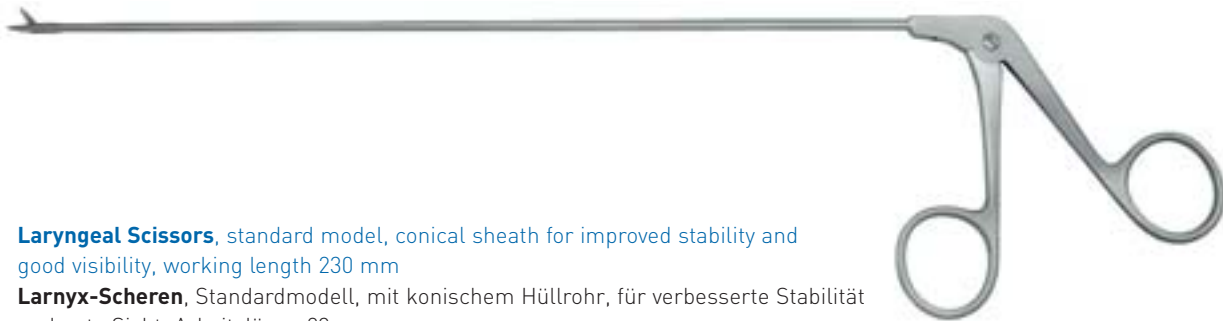 Laryngeal Scissors, standard model, conical sheath for improved stability and
good visibility, working length 230 mm
Larnyx-Scheren, Standardmodell, mit konischem Hüllrohr, für verbesserte Stabilität